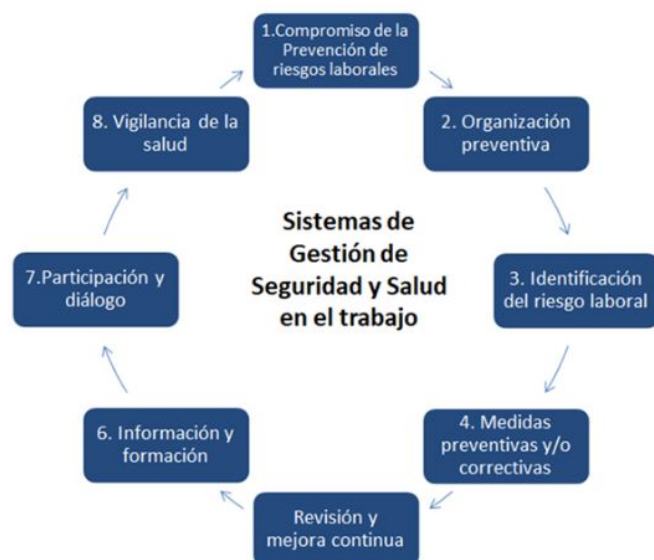 1.Compromiso de la
Prevención de
riesgos laborales
2. Organización
preventiva
3. Identificación
del riesgo laboral
4. Medidas
preventivas y/o
correctivas
Revisión y
mejora continua
6. Información y
formación
7.Participación y
diálogo
8. Vigilancia de la
salud
Sistemas de
Gestión de
Seguridad y Salud
en el trabajo